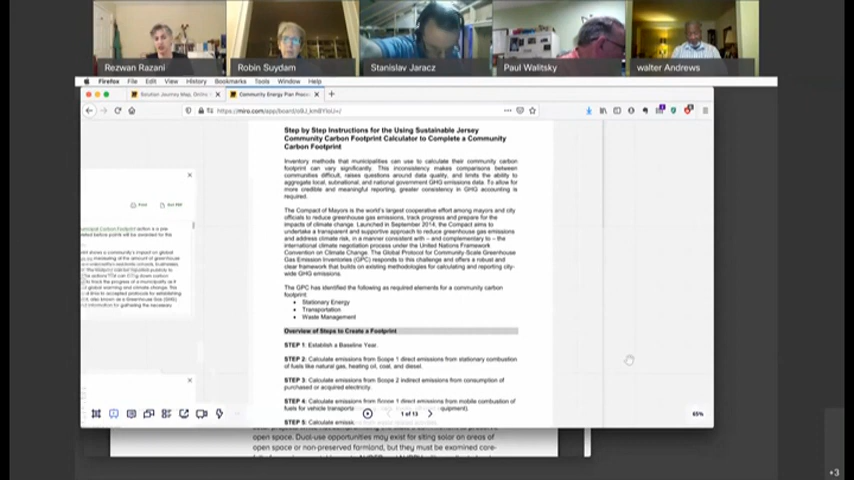 Rezwan Razani
Robin Suydam
Stanislav Jaracz
Paul Walitsky
walter Andrews
Firefox File Edit View History Bookmarks Tools Window Help
Solution Journey Map, Online
Community Energy Plan Process
Step by Step Instructions for the Using Sustainable Jersey
Community Carbon Footprint Calculator to Complete a Community
Carbon Footprint
Inventory methods that municipalities can use to calculate their community carbon
footprint can vary significantly. This inconsistency makes comparisons
between communities difficult, raises questions around data quality, and limits the ability to
aggregate local, subnational, and national government GHG emissions data. To allow for
more credible and meaningful reporting, greater consistency in GHG accounting is
required.
The Compact of Mayors is the world's largest cooperative effort among mayors and city
officials to reduce greenhouse gas emissions, track progress and prepare for the
impacts of climate change. Launched in September 2014, the Compact aims to
undertake a transparent and supportive approach to reduce greenhouse gas emissions
and address climate risk, in a manner consistent with – and complementary to – the
international climate negotiation process under the United Nations Framework
Convention on Climate Change. The Global Protocol for Community-Scale Greenhouse
Gas Emission Inventories (GPC) responds to this challenge and offers a robust and
clear framework that builds on existing methodologies for calculating and reporting city-
wide GHG emissions.
The GPC has identified the following as required elements for a community carbon
footprint:
• Stationary Energy
• Transportation
• Waste Management
Overview of Steps to Create a Footprint
STEP 1: Establish a Baseline Year.
STEP 2: Calculate emissions from Scope 1 direct emissions from stationary combustion
of fuels like natural gas, heating oil, coal, and diesel.
STEP 3: Calculate emissions from Scope 2 indirect emissions from consumption of
purchased or acquired electricity.
STEP 4: Calculate emissions from Scope 1 direct emissions from mobile combustion of
fuels for vehicle equipment).
STEP 5: Calculate
Print Get PDF
1 of 13
65%
open space. Dual-use opportunities may exist for siting solar on areas of
open space or non-preserved farmland, but they must be examined care-
+3